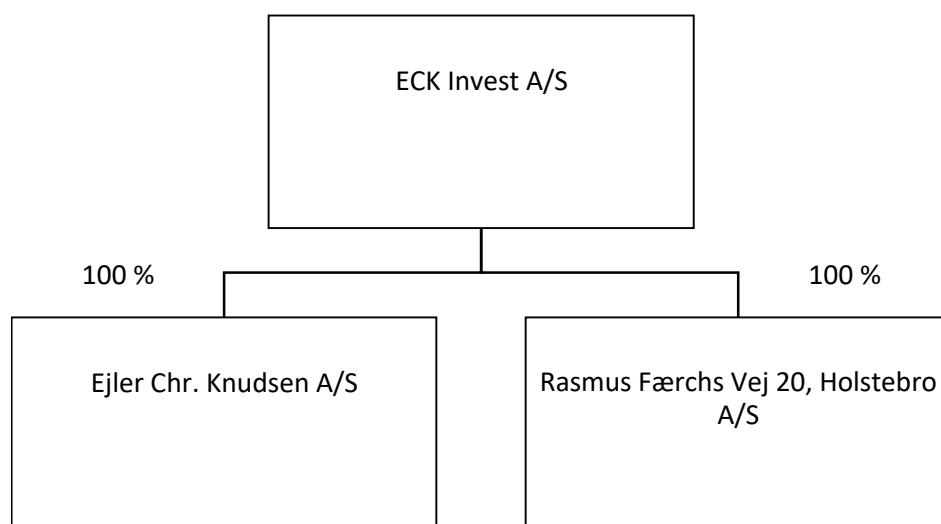 ECK Invest A/S
100 %
100 %
Ejler Chr. Knudsen A/S
Rasmus Færchs Vej 20, Holstebro
A/S